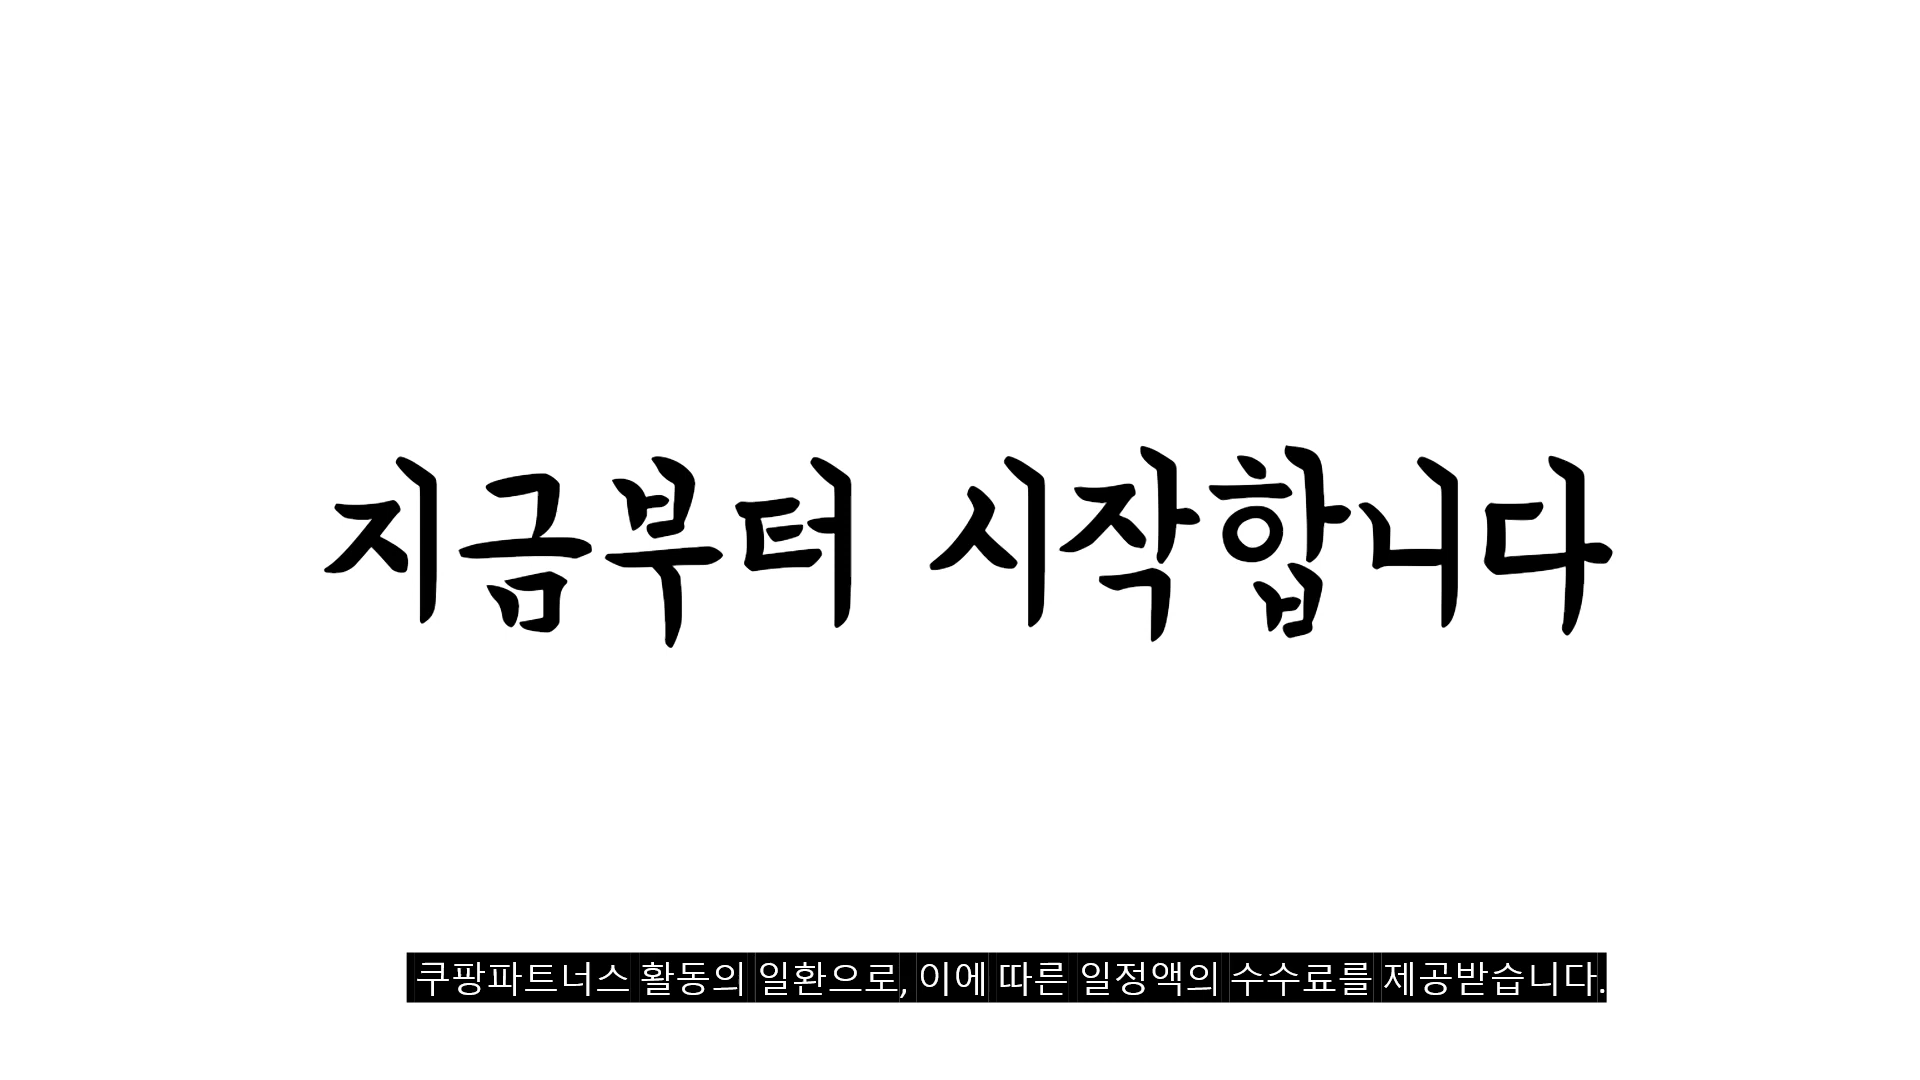 지금부터 시작합니다
쿠팡파트너스 활동의 일환으로, 이에 따른 일정액의 수수료를 제공받습니다.